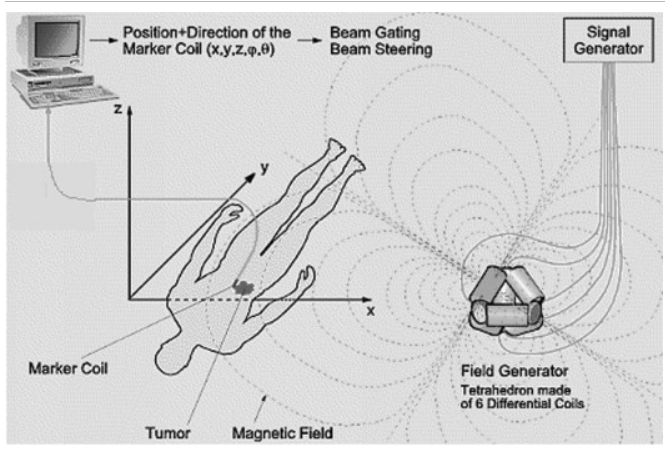 Position+Direction of the
Marker Coil (x,y,z,φ,θ)
Beam Gating
Beam Steering
Signal
Generator
z
y
x
Marker Coil
Tumor
Magnetic Field
Field Generator
Tetrahedron made
of 6 Differential Coils